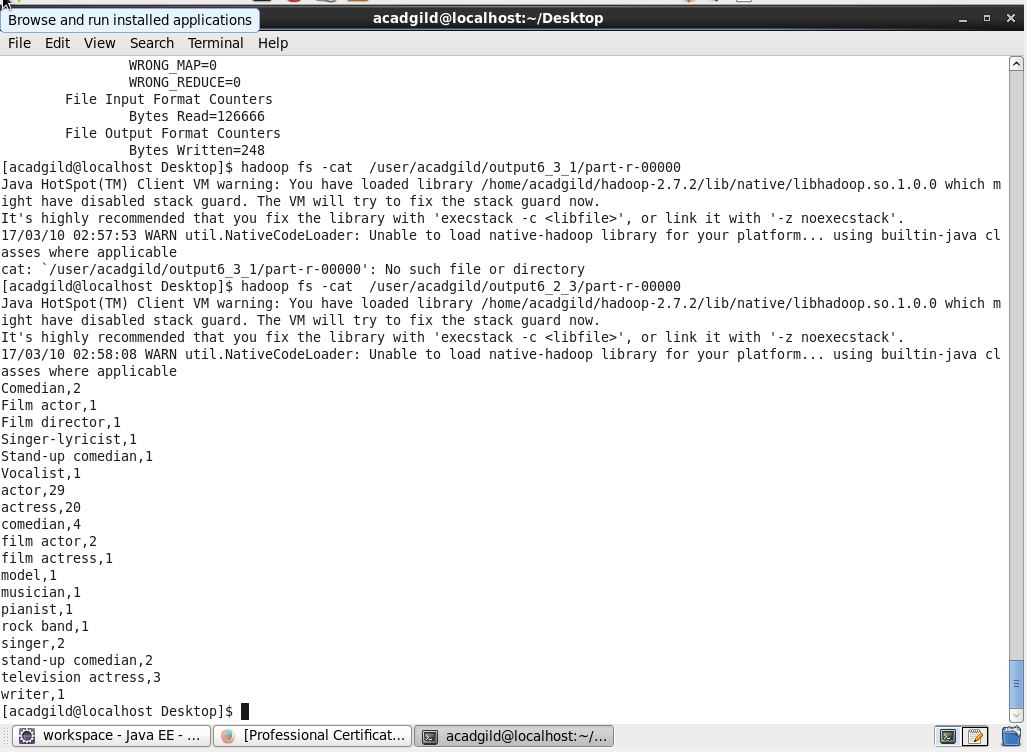 Browse and run installed applications
acadgild@localhost:~/Desktop
File Edit View Search Terminal Help
WRONG_MAP=0
WRONG_REDUCE=0
File Input Format Counters
Bytes Read=126666
File Output Format Counters
Bytes Written=248
[acadgild@localhost Desktop]$ hadoop fs -cat  /user/acadgild/output6_3_1/part-r-00000
Java HotSpot(TM) Client VM warning: You have loaded library /home/acadgild/hadoop-2.7.2/lib/native/libhadoop.so.1.0.0 which m
ight have disabled stack guard. The VM will try to fix the stack guard now.
It's highly recommended that you fix the library with 'execstack -c <libfile>', or link it with '-z noexecstack'.
17/03/10 02:57:53 WARN util.NativeCodeLoader: Unable to load native-hadoop library for your platform... using builtin-java cl
asses where applicable
cat: `/user/acadgild/output6_3_1/part-r-00000': No such file or directory
[acadgild@localhost Desktop]$ hadoop fs -cat  /user/acadgild/output6_2_3/part-r-00000
Java HotSpot(TM) Client VM warning: You have loaded library /home/acadgild/hadoop-2.7.2/lib/native/libhadoop.so.1.0.0 which m
ight have disabled stack guard. The VM will try to fix the stack guard now.
It's highly recommended that you fix the library with 'execstack -c <libfile>', or link it with '-z noexecstack'.
17/03/10 02:58:08 WARN util.NativeCodeLoader: Unable to load native-hadoop library for your platform... using builtin-java cl
asses where applicable
Comedian,2
Film actor,1
Film director,1
Singer-lyricist,1
Stand-up comedian,1
Vocalist,1
actor,29
actress,20
comedian,4
film actor,2
film actress,1
model,1
musician,1
pianist,1
rock band,1
singer,2
stand-up comedian,2
television actress,3
writer,1
[acadgild@localhost Desktop]$
workspace - Java EE - ... [Professional Certificat... acadgild@localhost:~/...